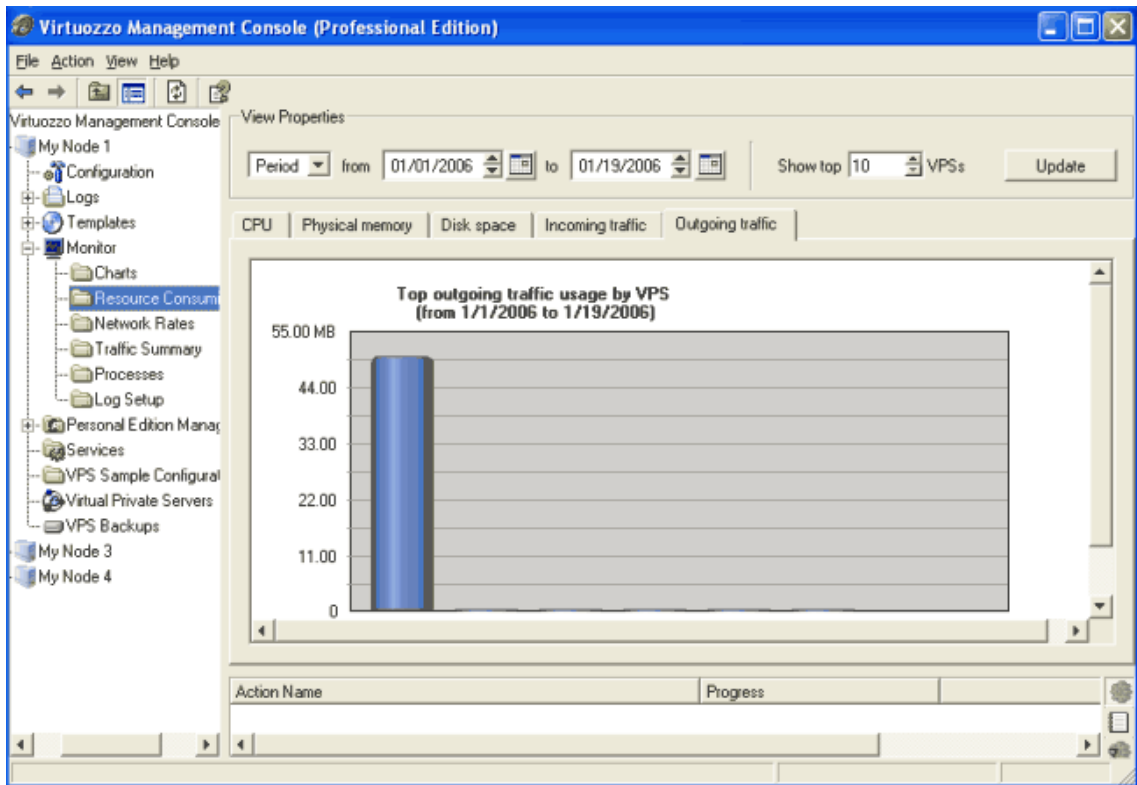 Virtuozzo Management Console (Professional Edition)
File Action View Help
Virtuozzo Management Console
My Node 1
Configuration
Logs
Templates
Monitor
Charts
Resource Consumi
Network Rates
Traffic Summary
Processes
Log Setup
Personal Edition Manag
Services
VPS Sample Configurat
Virtual Private Servers
VPS Backups
My Node 3
My Node 4
View Properties
Period from 01/01/2006 to 01/19/2006 Show top 10 VPSs Update
CPU Physical memory Disk space Incoming traffic Outgoing traffic
Top outgoing traffic usage by VPS
(from 1/1/2006 to 1/19/2006)
55.00 MB
44.00
33.00
22.00
11.00
0
Action Name Progress